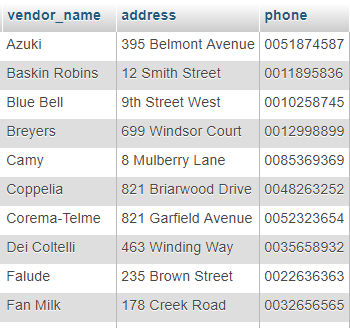 vendor_name address phone
Azuki 395 Belmont Avenue 0051874587
Baskin Robins 12 Smith Street 0011895836
Blue Bell 9th Street West 0010258745
Breyers 699 Windsor Court 0012998899
Camy 8 Mulberry Lane 0085369369
Coppelia 821 Briarwood Drive 0048263252
Corema-Telme 821 Garfield Avenue 0052323654
Dei Coltelli 463 Winding Way 0035658932
Falude 235 Brown Street 0022636363
Fan Milk 178 Creek Road 0032656565